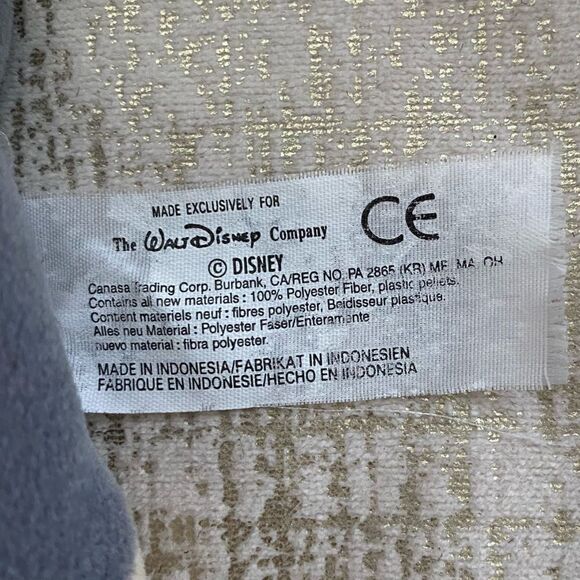 MADE EXCLUSIVELY FOR
The Walt Disney Company CE
© DISNEY
Canasa Trading Corp. Burbank, CA/REG NO. PA 2865 (KR) ME, MA, OH
Contains all new materials : 100% Polyester Fiber, plastic pellets.
Content materiels neuf : fibres polyester, Beidisseur plastique.
Alles neu Material : Polyester Faser/Enteramente
nuevo material : fibra polyester.
MADE IN INDONESIA/FABRIKAT IN INDONESIEN
FABRIQUE EN INDONESIE/HECHO EN INDONESIA